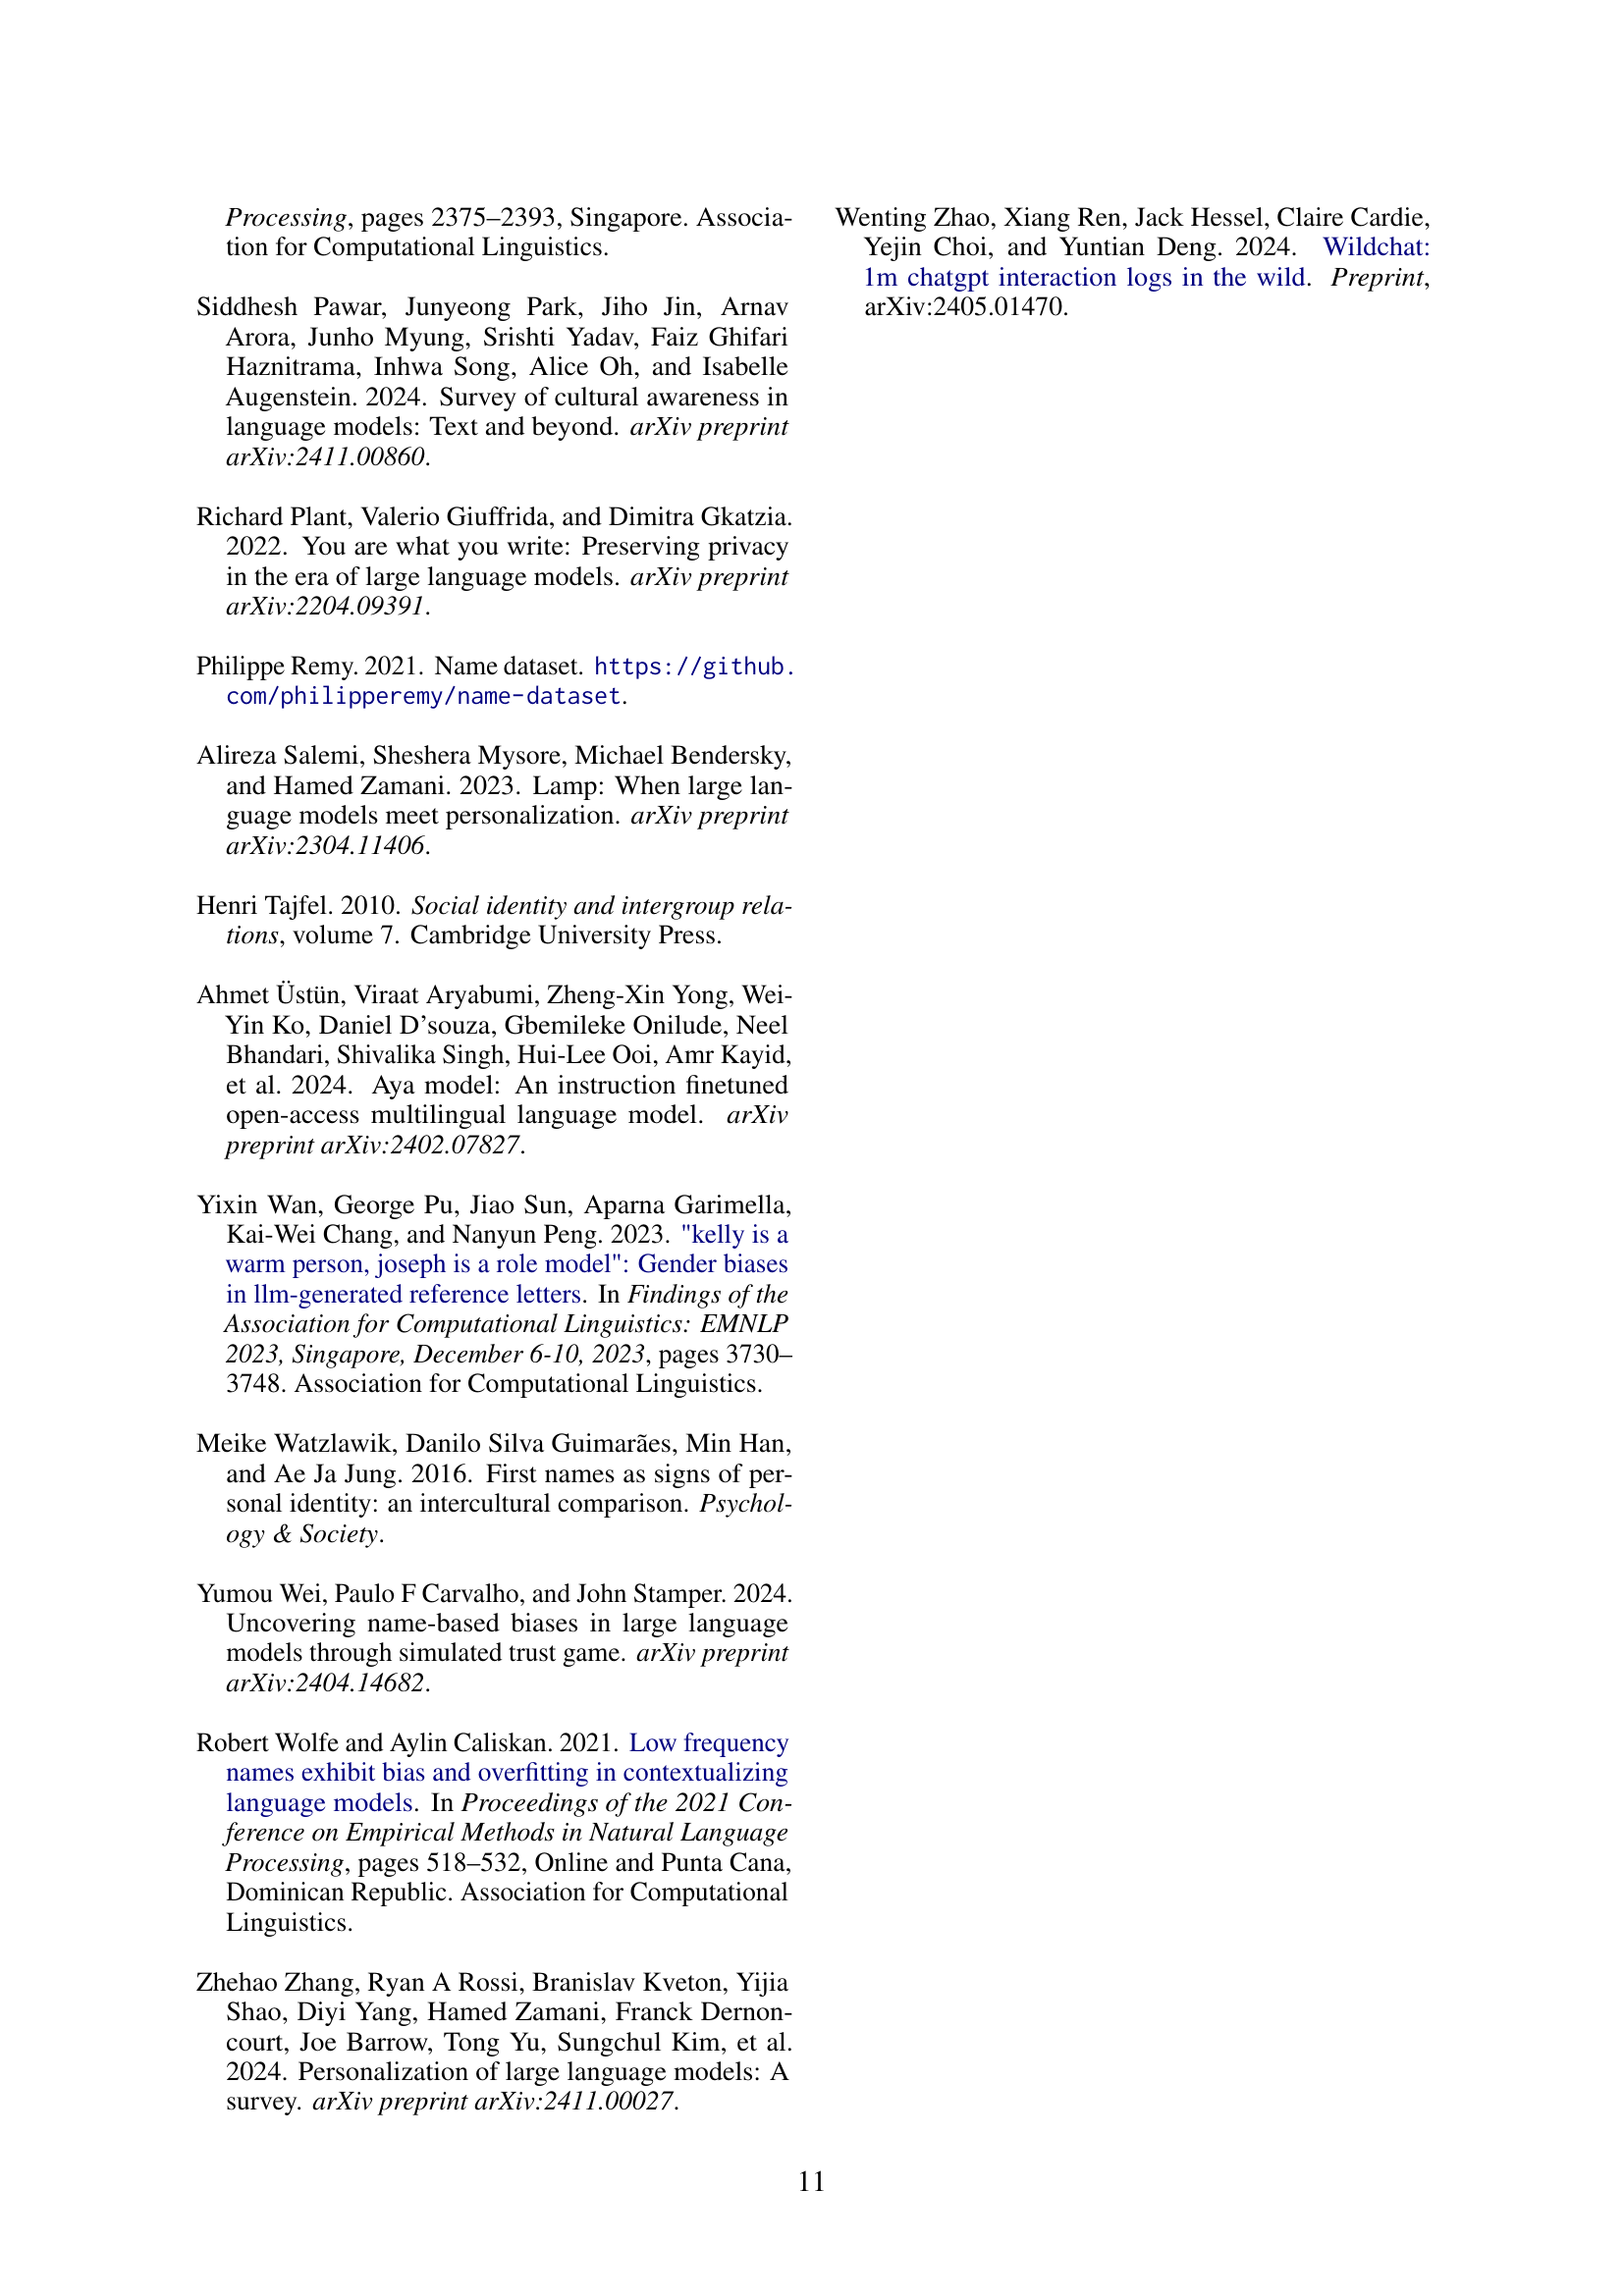 Processing, pages 2375–2393, Singapore. Associa-
tion for Computational Linguistics.
Siddhesh Pawar, Junyeong Park, Jiho Jin, Arnav
Arora, Junho Myung, Srishti Yadav, Faiz Ghifari
Haznitrama, Inhwa Song, Alice Oh, and Isabelle
Augenstein. 2024. Survey of cultural awareness in
language models: Text and beyond. arXiv preprint
arXiv:2411.00860.
Richard Plant, Valerio Giuffrida, and Dimitra Gkatzia.
2022. You are what you write: Preserving privacy
in the era of large language models. arXiv preprint
arXiv:2204.09391.
Philippe Remy. 2021. Name dataset. https://github.
com/philipperemy/name-dataset.
Alireza Salemi, Sheshera Mysore, Michael Bendersky,
and Hamed Zamani. 2023. Lamp: When large lan-
guage models meet personalization. arXiv preprint
arXiv:2304.11406.
Henri Tajfel. 2010. Social identity and intergroup rela-
tions, volume 7. Cambridge University Press.
Ahmet Üstün, Viraat Aryabumi, Zheng-Xin Yong, Wei-
Yin Ko, Daniel D’souza, Gbemileke Onilude, Neel
Bhandari, Shivalika Singh, Hui-Lee Ooi, Amr Kayid,
et al. 2024. Aya model: An instruction finetuned
open-access multilingual language model. arXiv
preprint arXiv:2402.07827.
Yixin Wan, George Pu, Jiao Sun, Aparna Garimella,
Kai-Wei Chang, and Nanyun Peng. 2023. "kelly is a
warm person, joseph is a role model": Gender biases
in llm-generated reference letters. In Findings of the
Association for Computational Linguistics: EMNLP
2023, Singapore, December 6-10, 2023, pages 3730–
3748. Association for Computational Linguistics.
Meike Watzlawik, Danilo Silva Guimarães, Min Han,
and Ae Ja Jung. 2016. First names as signs of per-
sonal identity: an intercultural comparison. Psychol-
ogy & Society.
Yumou Wei, Paulo F Carvalho, and John Stamper. 2024.
Uncovering name-based biases in large language
models through simulated trust game. arXiv preprint
arXiv:2404.14682.
Robert Wolfe and Aylin Caliskan. 2021. Low frequency
names exhibit bias and overfitting in contextualizing
language models. In Proceedings of the 2021 Con-
ference on Empirical Methods in Natural Language
Processing, pages 518–532, Online and Punta Cana,
Dominican Republic. Association for Computational
Linguistics.
Zhehao Zhang, Ryan A Rossi, Branislav Kveton, Yijia
Shao, Diyi Yang, Hamed Zamani, Franck Dernon-
court, Joe Barrow, Tong Yu, Sungchul Kim, et al.
2024. Personalization of large language models: A
survey. arXiv preprint arXiv:2411.00027.
Wenting Zhao, Xiang Ren, Jack Hessel, Claire Cardie,
Yejin Choi, and Yuntian Deng. 2024. Wildchat:
1m chatgpt interaction logs in the wild. Preprint,
arXiv:2405.01470.
11